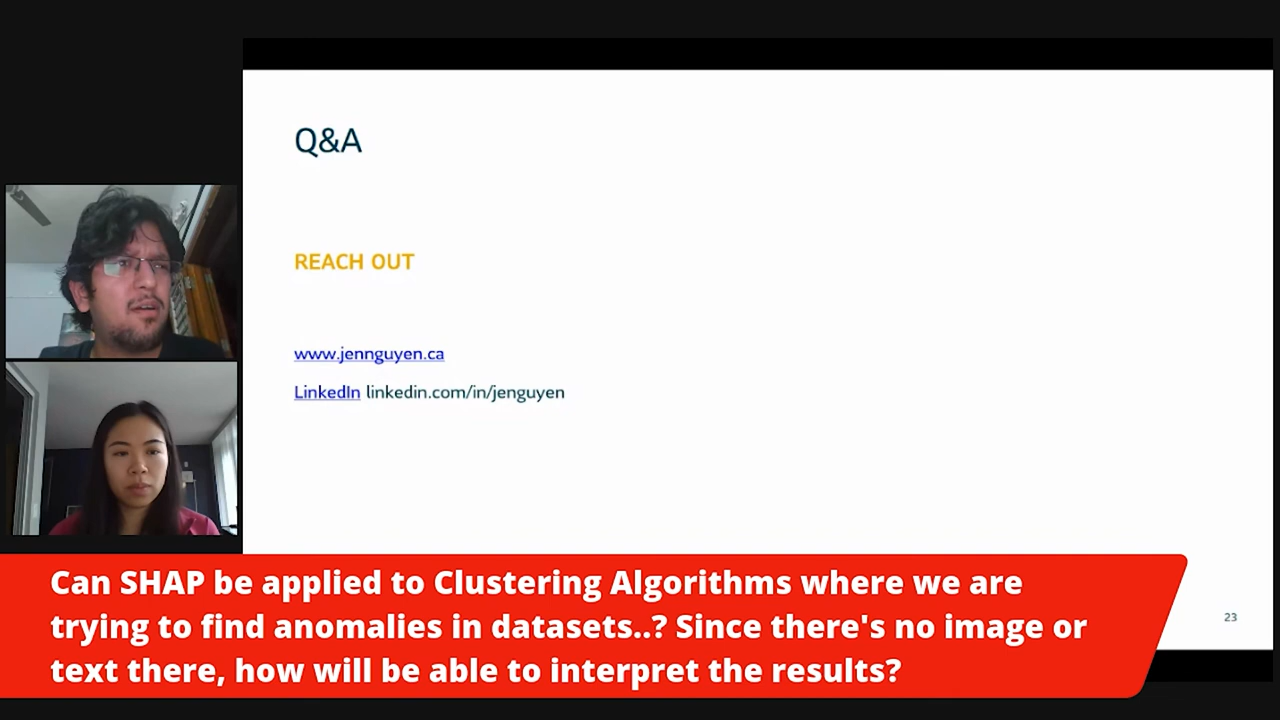 Q&A
REACH OUT
www.jennguyen.ca
LinkedIn linkedin.com/in/jenguyen
23
Can SHAP be applied to Clustering Algorithms where we are
trying to find anomalies in datasets..? Since there's no image or
text there, how will be able to interpret the results?